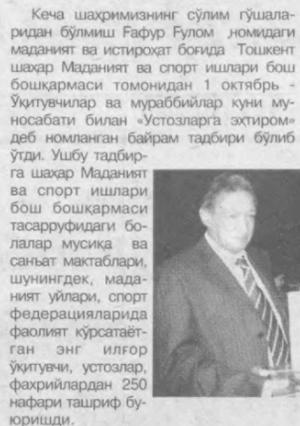 Кеча шаҳримизнинг сўлим гўшала-
ридан бўлмиш Ғафур Ғулом номидаги
маданият ва истироҳат боғида Тошкент
шаҳар Маданият ва спорт ишлари бош
бошқармаси томонидан 1 октябрь -
Ўқитувчилар ва мураббийлар куни му-
носабати билан «Устозларга эҳтиром»
деб номланган байрам тадбири бўлиб
ўтди. Ушбу тадбир-
га шаҳар Маданият
ва спорт ишлари
бош бошқармаси
тасарруфидаги бо-
лалар мусиқа ва
санъат мактаблари,
шунингдек, мада-
ният уйлари, спорт
федерацияларида
фаолият кўрсатаёт-
ган энг илғор
ўқитувчи, устозлар,
фахрийлардан 250
нафари ташриф бу-
юришди.